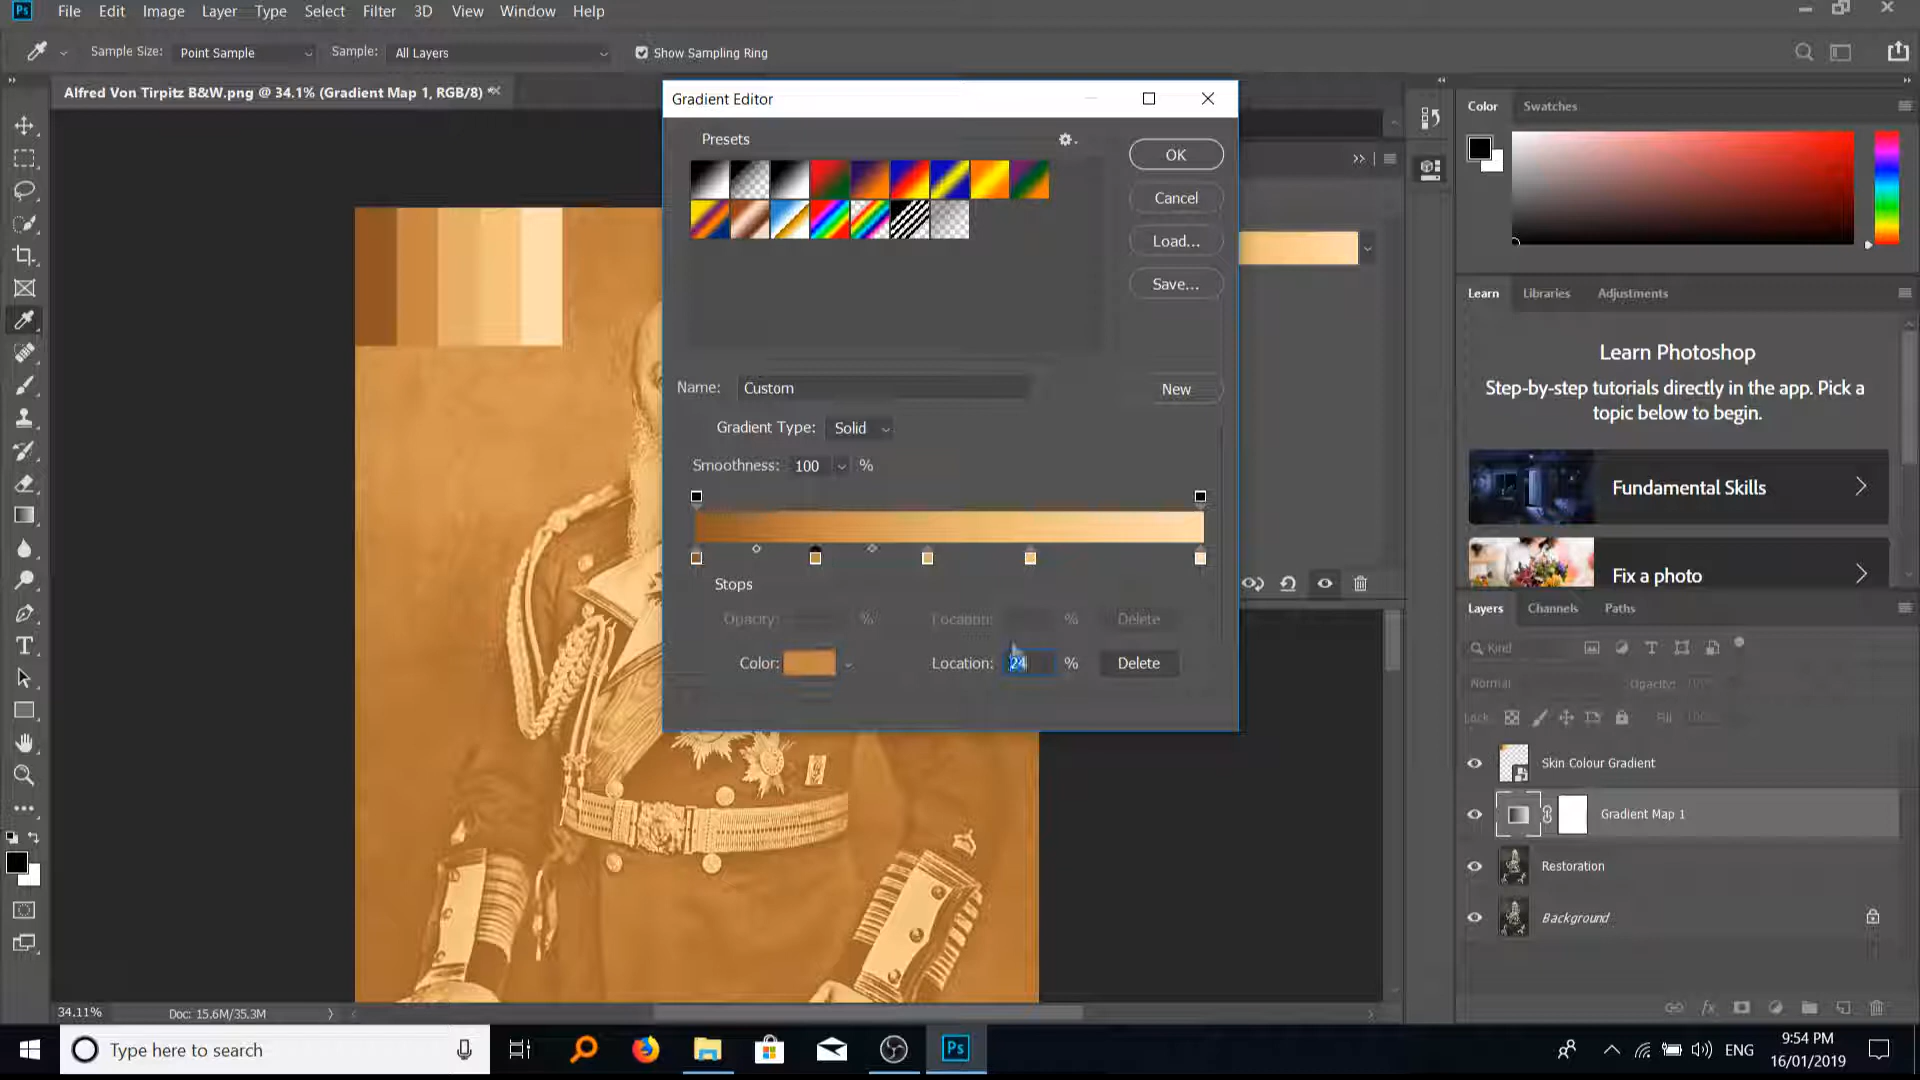 Ps File Edit Image Layer Type Select Filter 3D View Window Help
Sample Size: Point Sample Sample: All Layers Show Sampling Ring
Alfred Von Tirpitz B&W.png @ 34.1% (Gradient Map 1, RGB/8) *
Gradient Editor
Presets
OK
Cancel
Load...
Save...
Name: Custom
New
Gradient Type: Solid
Smoothness: 100 %
Stops
Opacity: % Location: % Delete
Color: Location: 24 % Delete
Color Swatches
Learn Libraries Adjustments
Learn Photoshop
Step-by-step tutorials directly in the app. Pick a
topic below to begin.
Fundamental Skills
Fix a photo
Layers Channels Paths
Kind
Normal Opacity: 100%
Lock: Fill: 100%
Skin Colour Gradient
Gradient Map 1
Restoration
Background
fx
34.11% Doc: 15.6M/35.3M
Type here to search
Ps
ENG
9:54 PM
16/01/2019